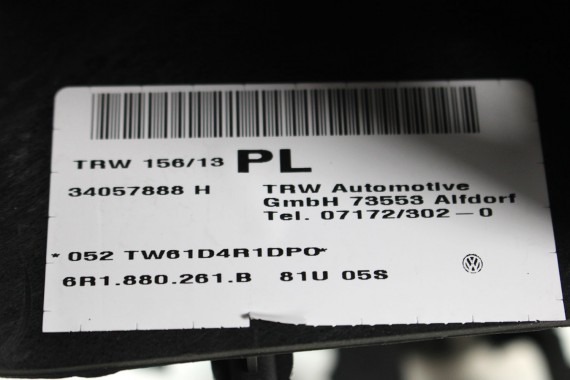 TRW 156/13 PL
34057888 H TRW Automotive
GmbH 73553 Alfdorf
Tel. 07172/302-0
*052 TW61D4R1DPO*
6R1.880.261.B 81U 05S